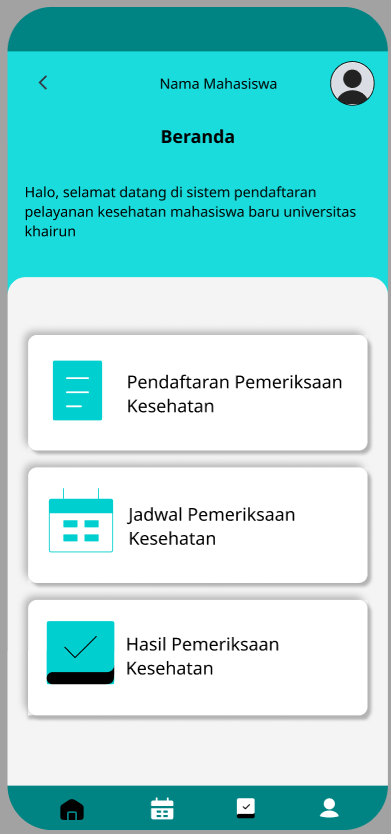 Nama Mahasiswa
Beranda
Halo, selamat datang di sistem pendaftaran
pelayanan kesehatan mahasiswa baru universitas
khairun
Pendaftaran Pemeriksaan
Kesehatan
Jadwal Pemeriksaan
Kesehatan
Hasil Pemeriksaan
Kesehatan